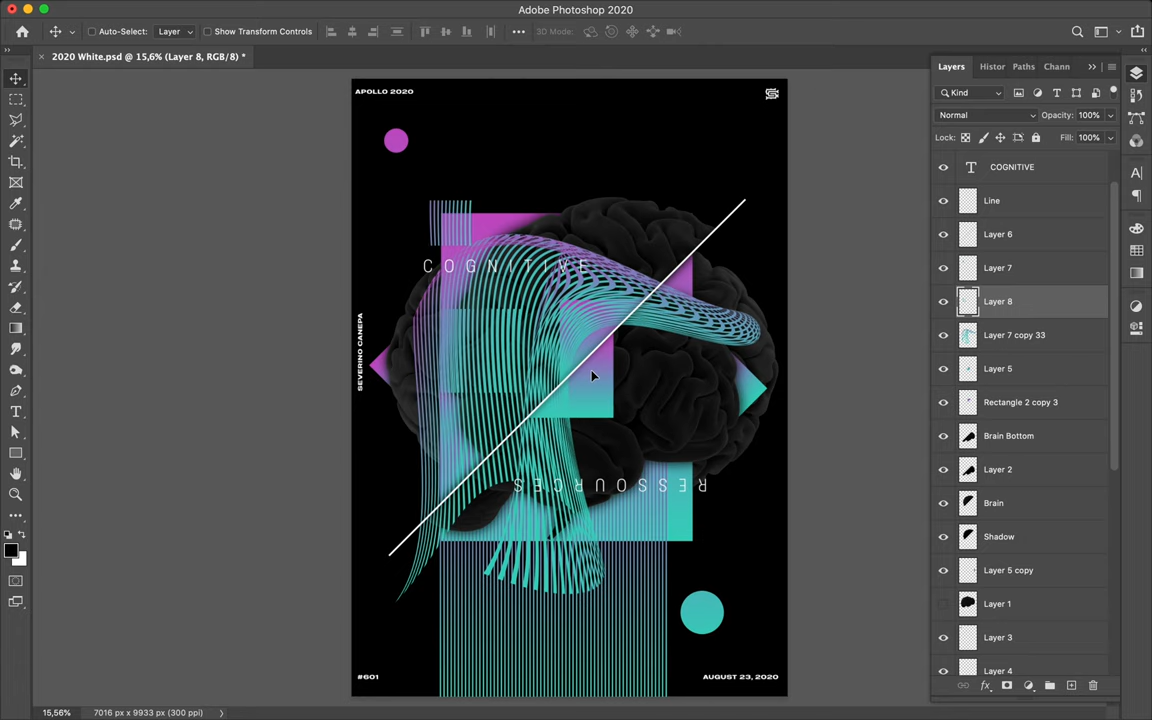 Adobe Photoshop 2020
Auto-Select: Layer Show Transform Controls 3D Mode:
2020 White.psd @ 15,6% (Layer 8, RGB/8) *
Layers Histor Paths Chann
Kind
Normal Opacity: 100%
Lock: Fill: 100%
COGNITIVE
Line
Layer 6
Layer 7
Layer 8
Layer 7 copy 33
Layer 5
Rectangle 2 copy 3
Brain Bottom
Layer 2
Brain
Shadow
Layer 5 copy
Layer 1
Layer 3
Layer 4
APOLLO 2020
COGNITIVE
SEVERINO CANEPA
RESSOURCES
#601
AUGUST 23, 2020
15,56% 7016 px x 9933 px (300 ppi)